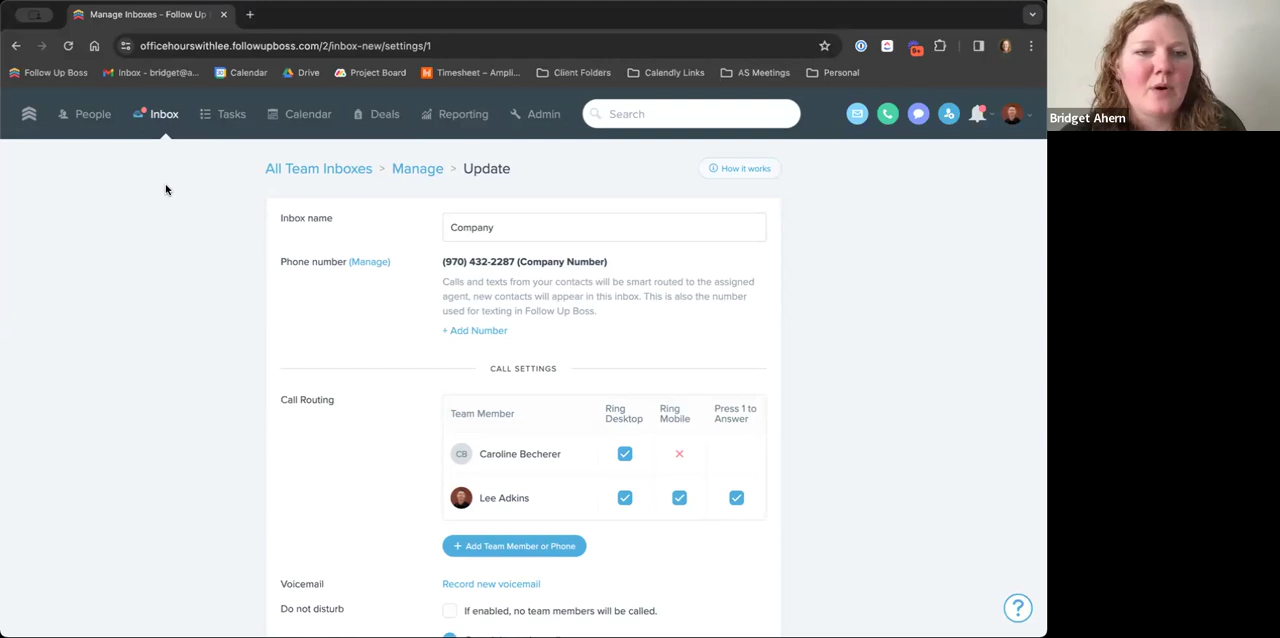 Manage Inboxes - Follow Up
officehourswithlee.followupboss.com/2/inbox-new/settings/1
9+
Follow Up Boss
Inbox - bridget@a...
Calendar
Drive
Project Board
Timesheet – Ampli...
Client Folders
Calendly Links
AS Meetings
Personal
People
Inbox
Tasks
Calendar
Deals
Reporting
Admin
Search
Bridget Ahern
All Team Inboxes > Manage > Update
How it works
Inbox name
Company
Phone number (Manage)
(970) 432-2287 (Company Number)
Calls and texts from your contacts will be smart routed to the assigned
agent, new contacts will appear in this inbox. This is also the number
used for texting in Follow Up Boss.
+ Add Number
CALL SETTINGS
Call Routing
Team Member
Ring
Desktop
Ring
Mobile
Press 1 to
Answer
CB
Caroline Becherer
Lee Adkins
+ Add Team Member or Phone
Voicemail
Record new voicemail
Do not disturb
If enabled, no team members will be called.
?